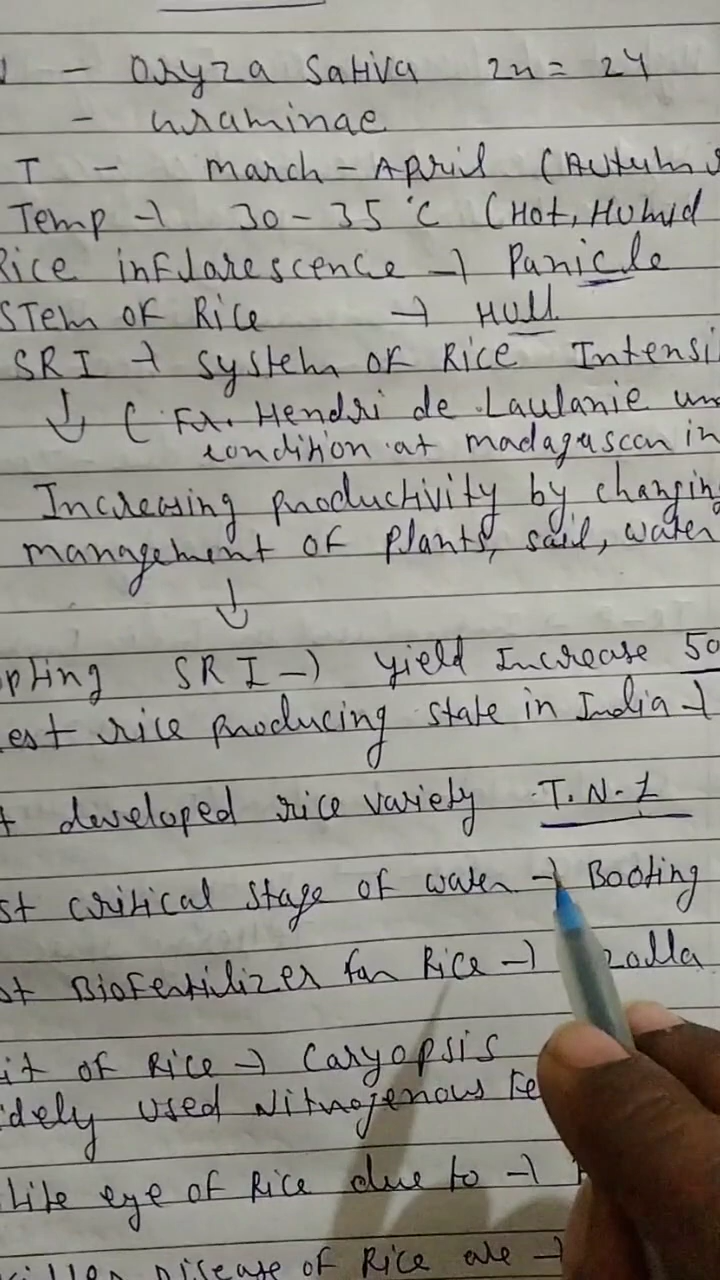 - Oryza Sativa 2n = 24
- Graminae
T - March - April (Autum
Temp → 30 - 35°C (Hot, Humid
Rice inflorescence → Panicle
STem OF Rice → Hull
SRI → System OF Rice Intensi
↓ ( Fr. Hendri de Laulanie un
condition at madagascar in
Increasing productivity by changing
management of plants, soil, water
↓
pting SRI → yield Increase 50
est rice producing state in India →
t developed rice variety T.N-1
st critical stage of water → Booting
st BioFertilizer for Rice → zolla
it of Rice → Caryopsis
idely used Nitrogenous Fe
Like eye of Rice due to →
Disease of Rice are →